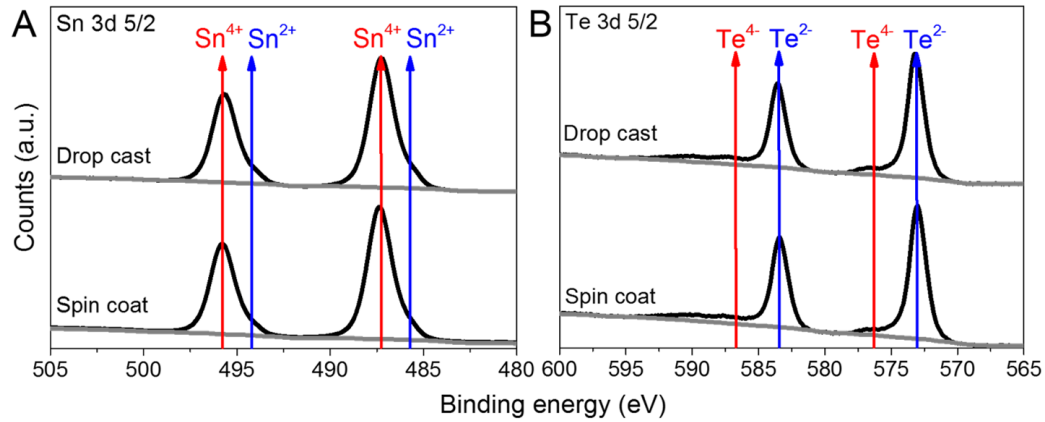 A
Sn 3d 5/2
Sn⁴⁺ Sn²⁺ Sn⁴⁺ Sn²⁺
Drop cast
Spin coat
505 500 495 490 485 480
B
Te 3d 5/2
Te⁴⁻ Te²⁻ Te⁴⁻ Te²⁻
Drop cast
Spin coat
600 595 590 585 580 575 570 565
Counts (a.u.)
Binding energy (eV)